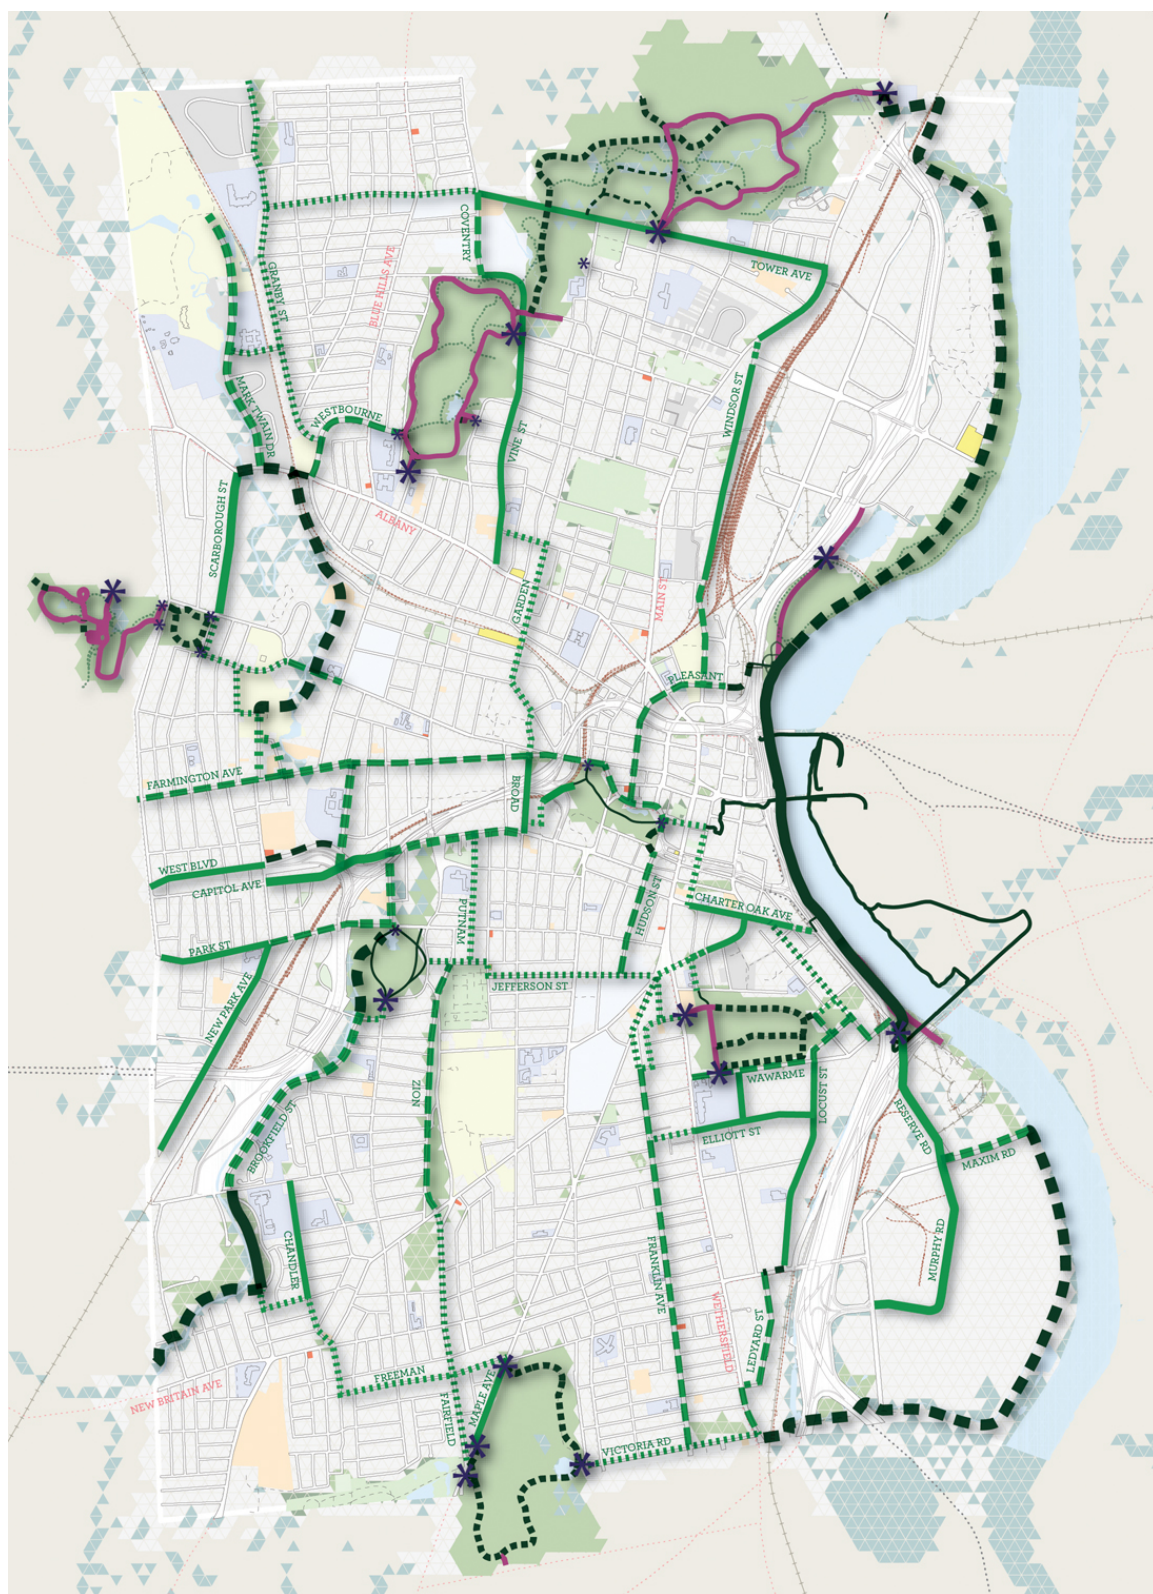 COVENTRY
TOWER AVE
GRANBY ST
BLUE HILLS AVE
MARK TWAIN DR
WESTBOURNE
WINDSOR ST
VINE ST
SCARBOROUGH ST
ALBANY
GARDEN
MAIN ST
PLEASANT
FARMINGTON AVE
BROAD
WEST BLVD
CAPITOL AVE
PUTNAM
HUDSON ST
CHARTER OAK AVE
PARK ST
NEW PARK AVE
JEFFERSON ST
ZION
WAWARME
LOCUST ST
BROOKFIELD ST
ELLIOTT ST
RESERVE RD
MAXIM RD
CHANDLER
FRANKLIN AVE
MURPHY RD
WETHERSFIELD
LEDYARD ST
FREEMAN
NEW BRITAIN AVE
MAPLE AVE
FAIRFIELD
VICTORIA RD